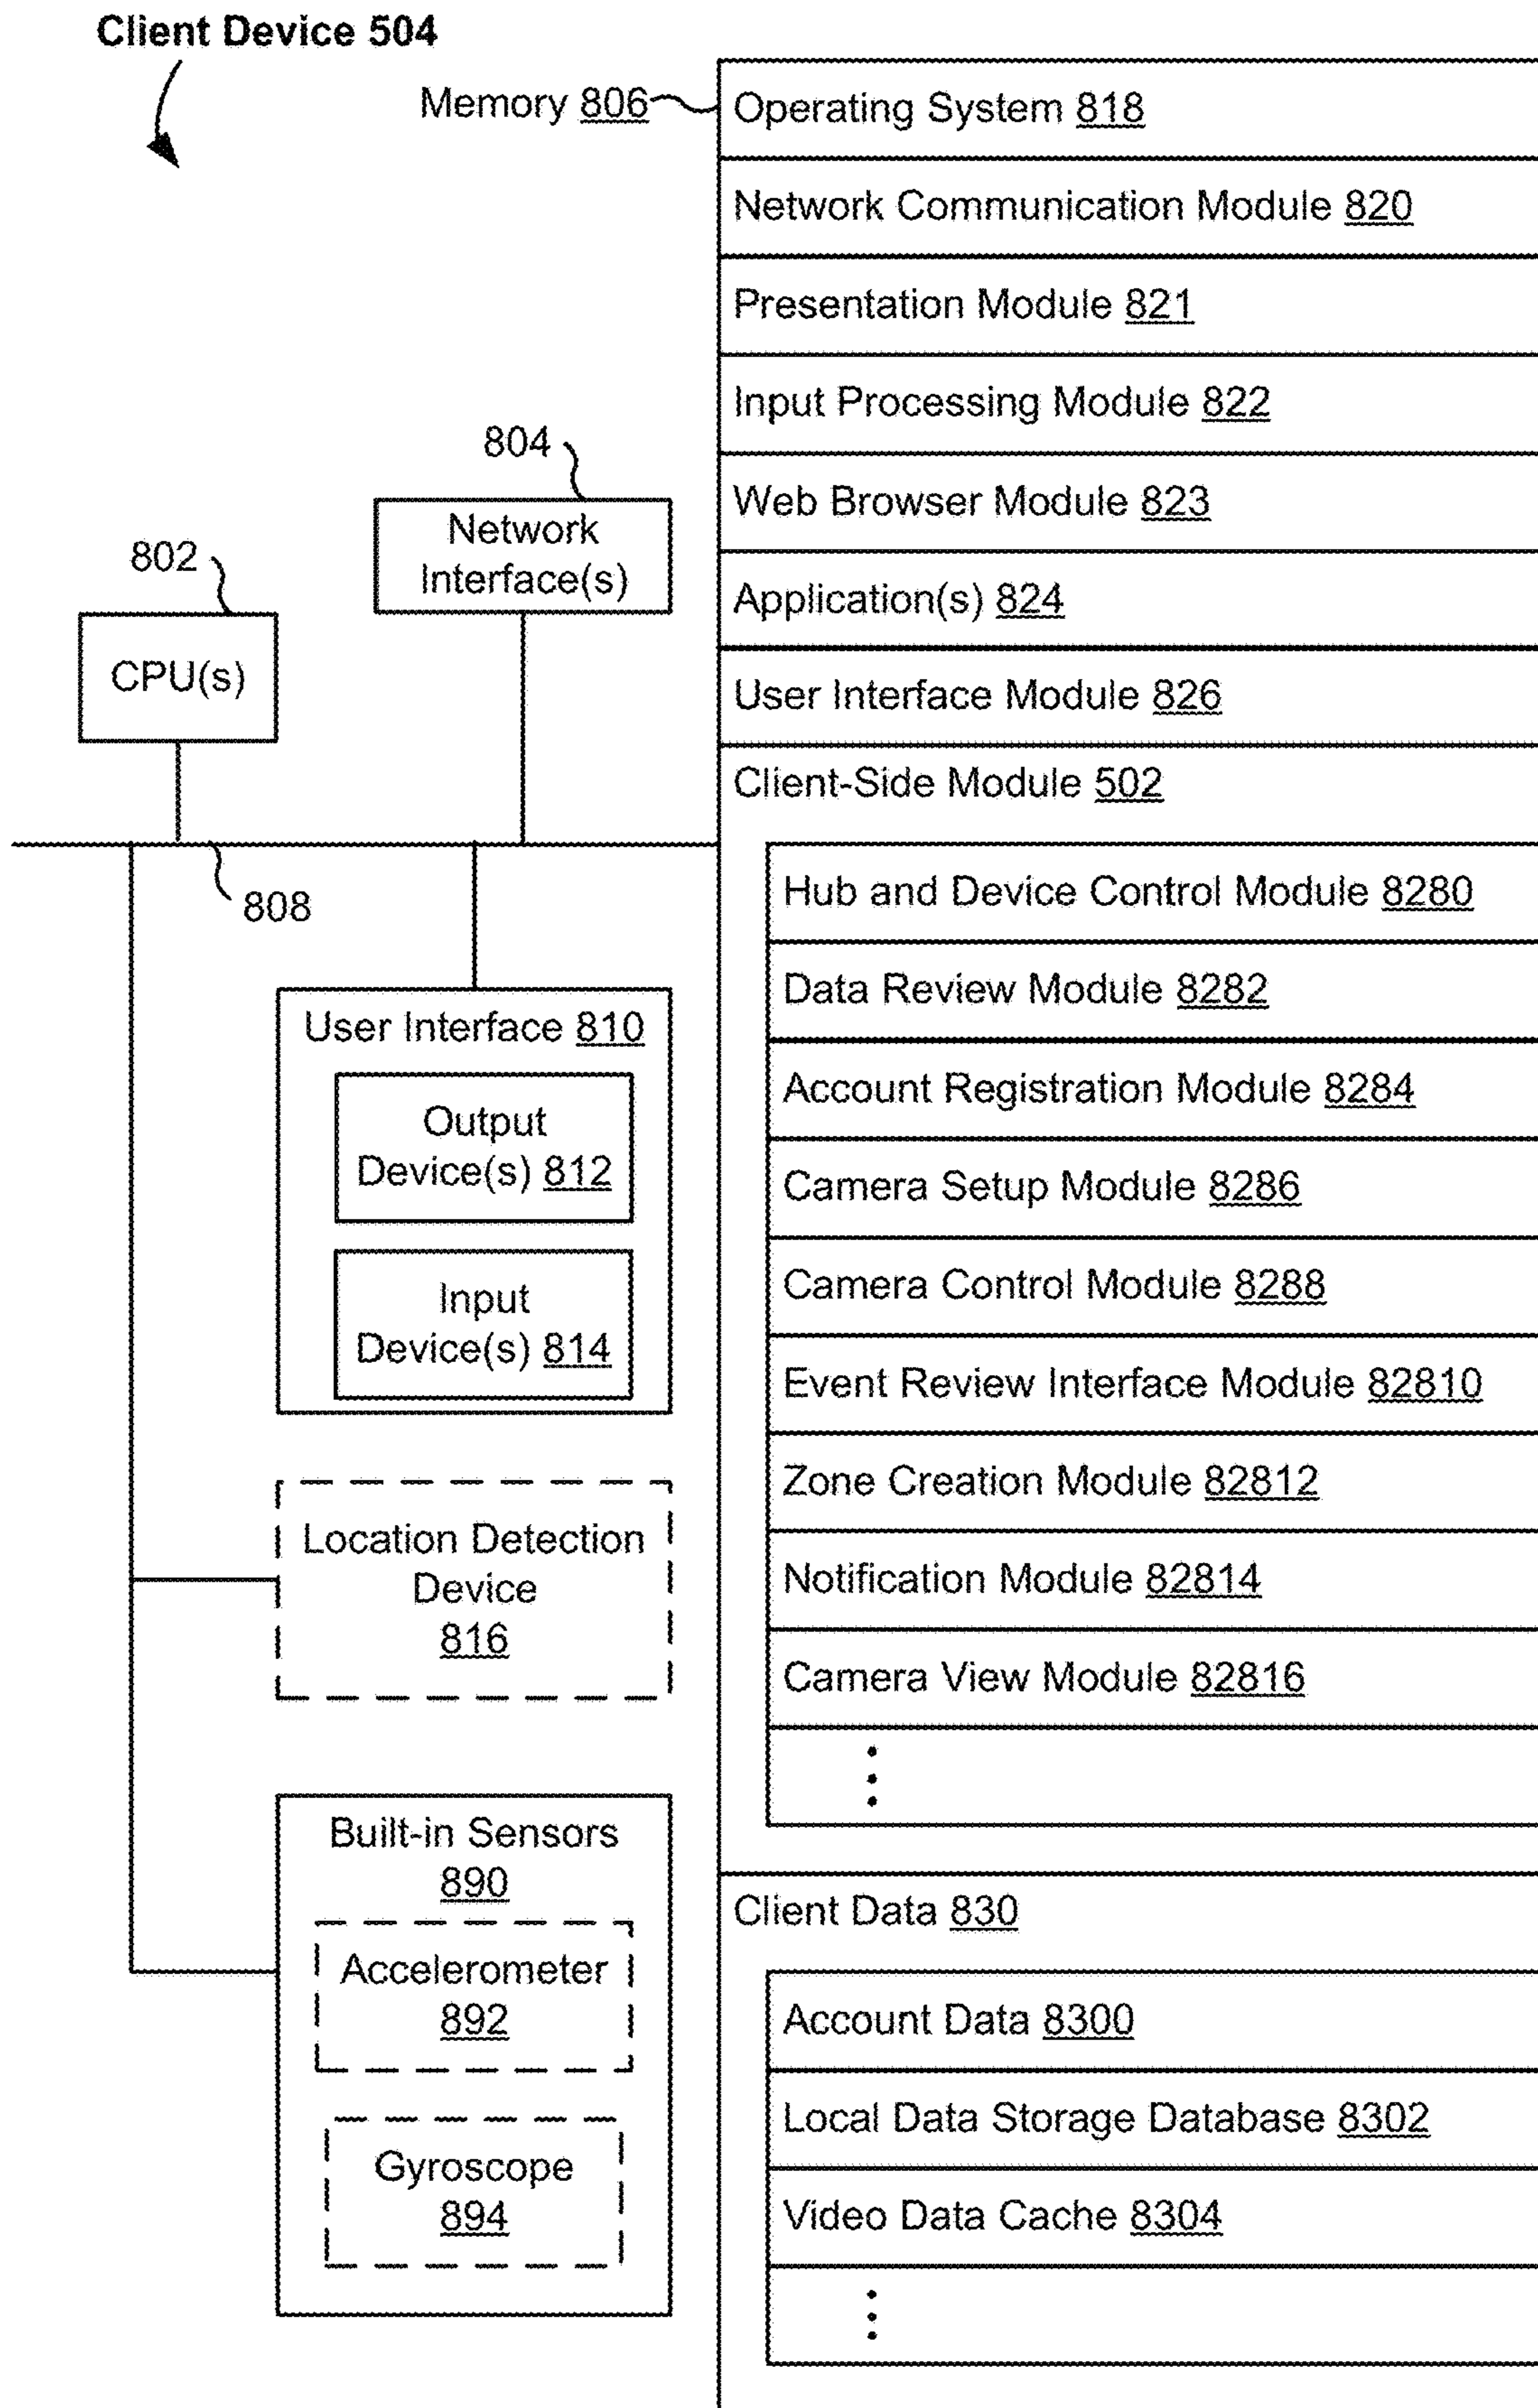 Client Device 504
Memory 806
Operating System 818
Network Communication Module 820
Presentation Module 821
Input Processing Module 822
Web Browser Module 823
Application(s) 824
User Interface Module 826
Client-Side Module 502
Hub and Device Control Module 8280
Data Review Module 8282
Account Registration Module 8284
Camera Setup Module 8286
Camera Control Module 8288
Event Review Interface Module 82810
Zone Creation Module 82812
Notification Module 82814
Camera View Module 82816
Client Data 830
Account Data 8300
Local Data Storage Database 8302
Video Data Cache 8304
804
Network
Interface(s)
802
CPU(s)
808
User Interface 810
Output
Device(s) 812
Input
Device(s) 814
Location Detection
Device
816
Built-in Sensors
890
Accelerometer
892
Gyroscope
894